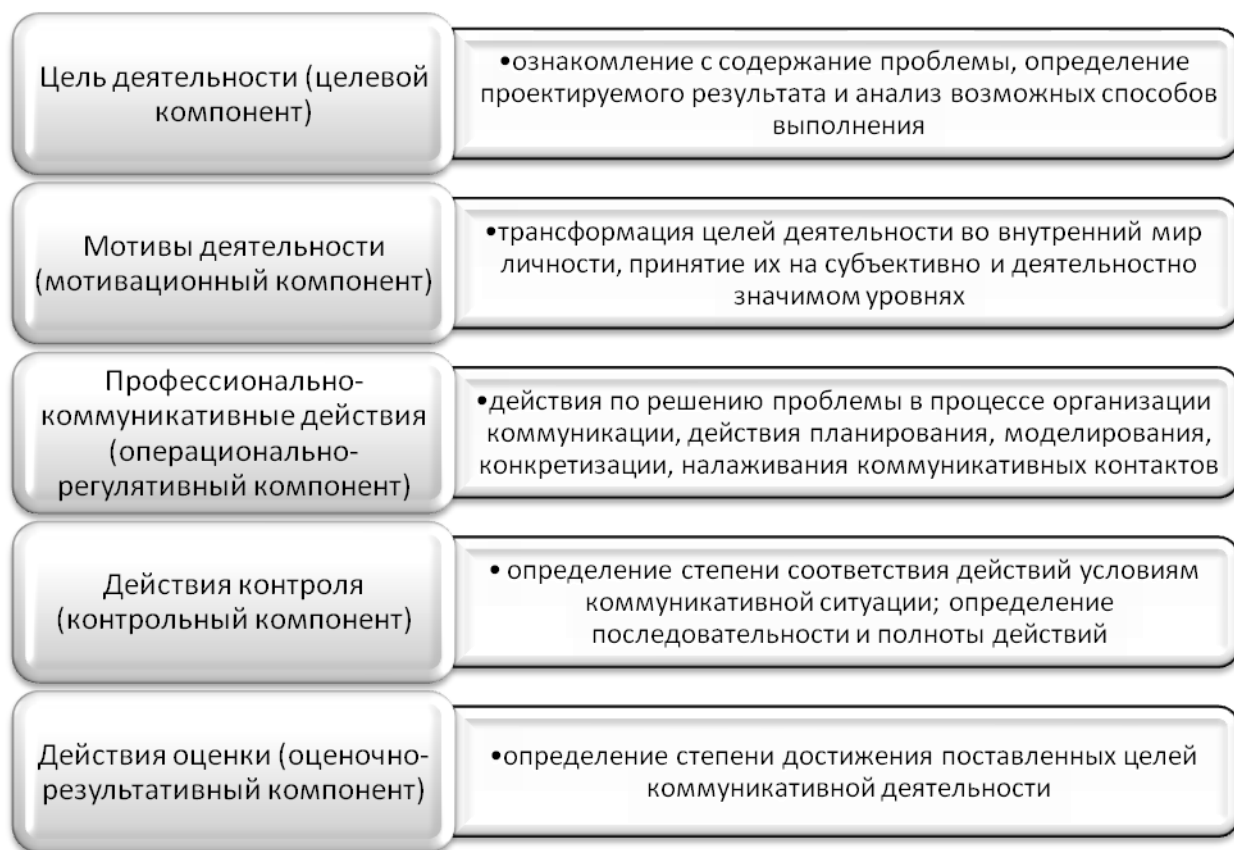 Цель деятельности (целевой
компонент)
•ознакомление с содержание проблемы, определение
проектируемого результата и анализ возможных способов
выполнения
Мотивы деятельности
(мотивационный компонент)
•трансформация целей деятельности во внутренний мир
личности, принятие их на субъективно и деятельностно
значимом уровнях
Профессионально-
коммуникативные действия
(операционально-
регулятивный компонент)
•действия по решению проблемы в процессе организации
коммуникации, действия планирования, моделирования,
конкретизации, налаживания коммуникативных контактов
Действия контроля
(контрольный компонент)
• определение степени соответствия действий условиям
коммуникативной ситуации; определение
последовательности и полноты действий
Действия оценки (оценочно-
результативный компонент)
•определение степени достижения поставленных целей
коммуникативной деятельности